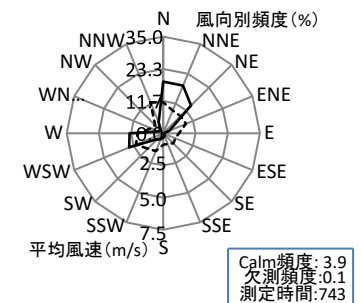 N 風向別頻度(%)
35.0
NNW NNE
NW 23.3 NE
WN... 11.7 ENE
W 0.0 E
WSW 2.5 ESE
SW 5.0 SE
SSW 7.5 SSE
平均風速(m/s) S
Calm頻度: 3.9
欠測頻度:0.1
測定時間:743